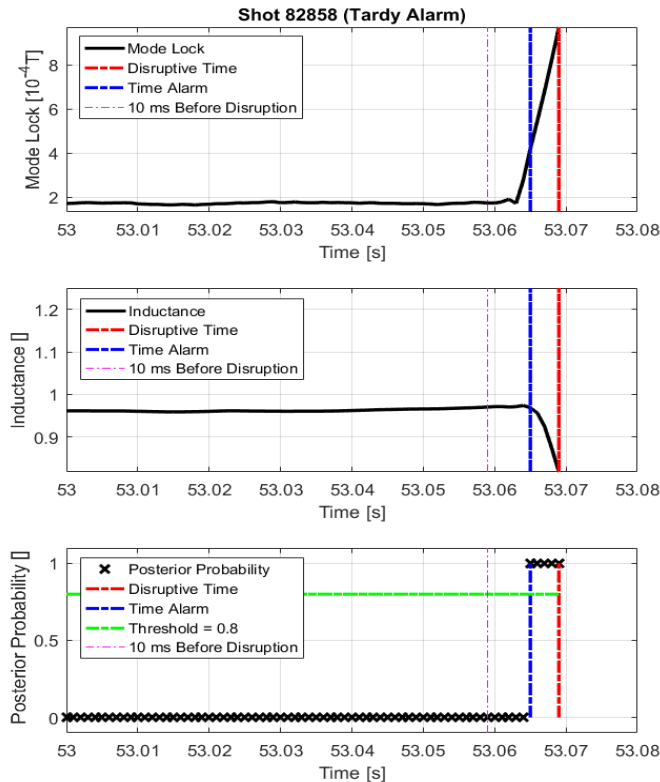 Shot 82858 (Tardy Alarm)
Mode Lock [10^-4T]
8
6
4
2
Mode Lock
Disruptive Time
Time Alarm
10 ms Before Disruption
53 53.01 53.02 53.03 53.04 53.05 53.06 53.07 53.08
Time [s]
Inductance []
1.2
1.1
1
0.9
Inductance
Disruptive Time
Time Alarm
10 ms Before Disruption
53 53.01 53.02 53.03 53.04 53.05 53.06 53.07 53.08
Time [s]
Posterior Probability []
1
0.5
0
Posterior Probability
Disruptive Time
Time Alarm
Threshold = 0.8
10 ms Before Disruption
53 53.01 53.02 53.03 53.04 53.05 53.06 53.07 53.08
Time [s]